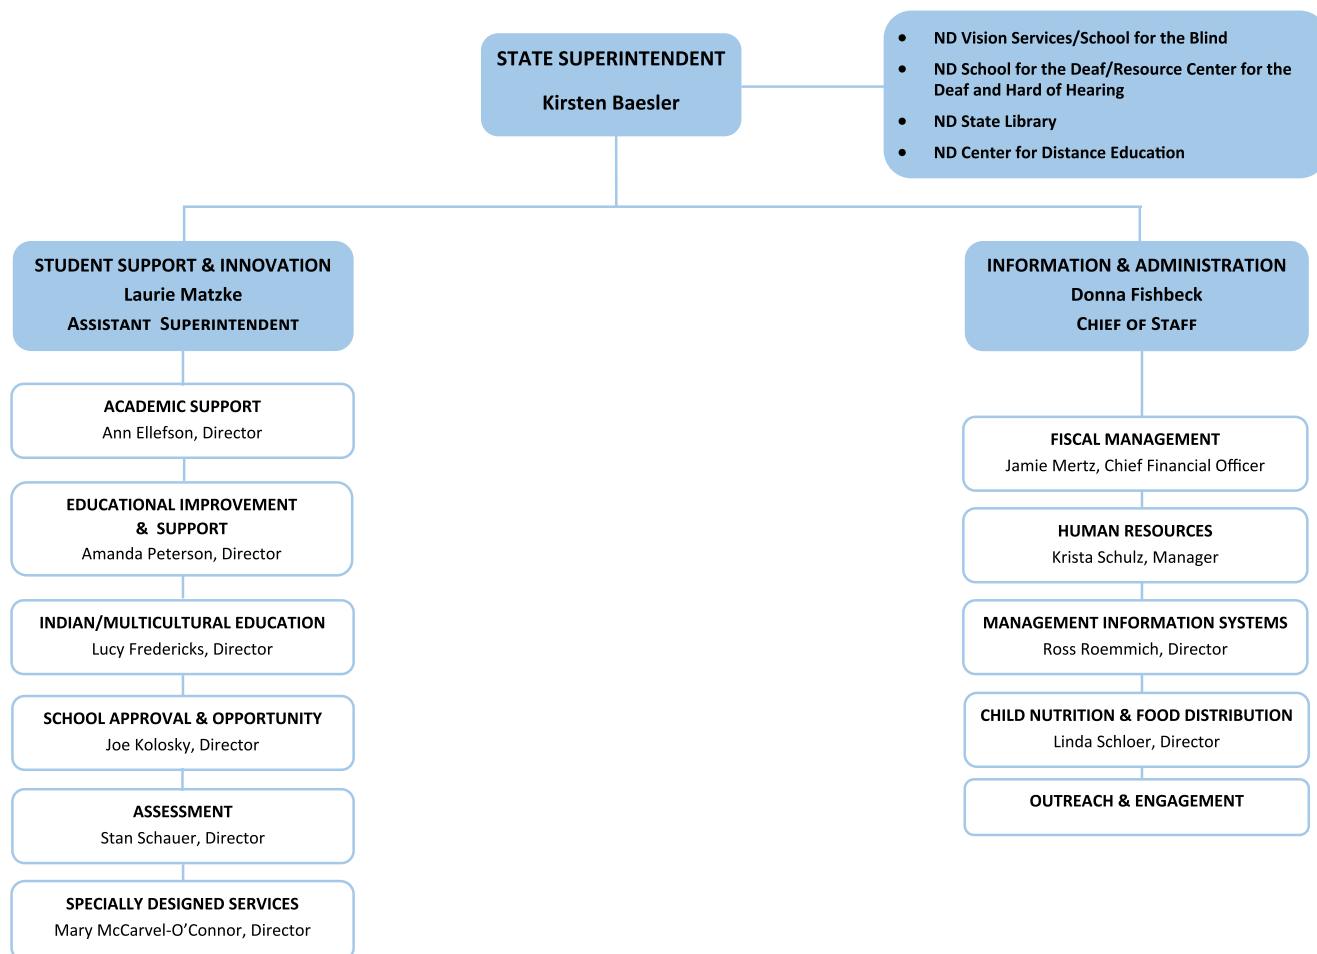 STATE SUPERINTENDENT
Kirsten Baesler
• ND Vision Services/School for the Blind
• ND School for the Deaf/Resource Center for the
Deaf and Hard of Hearing
• ND State Library
• ND Center for Distance Education
STUDENT SUPPORT & INNOVATION
Laurie Matzke
ASSISTANT SUPERINTENDENT
ACADEMIC SUPPORT
Ann Ellefson, Director
EDUCATIONAL IMPROVEMENT
& SUPPORT
Amanda Peterson, Director
INDIAN/MULTICULTURAL EDUCATION
Lucy Fredericks, Director
SCHOOL APPROVAL & OPPORTUNITY
Joe Kolosky, Director
ASSESSMENT
Stan Schauer, Director
SPECIALLY DESIGNED SERVICES
Mary McCarvel-O’Connor, Director
INFORMATION & ADMINISTRATION
Donna Fishbeck
CHIEF OF STAFF
FISCAL MANAGEMENT
Jamie Mertz, Chief Financial Officer
HUMAN RESOURCES
Krista Schulz, Manager
MANAGEMENT INFORMATION SYSTEMS
Ross Roemmich, Director
CHILD NUTRITION & FOOD DISTRIBUTION
Linda Schloer, Director
OUTREACH & ENGAGEMENT